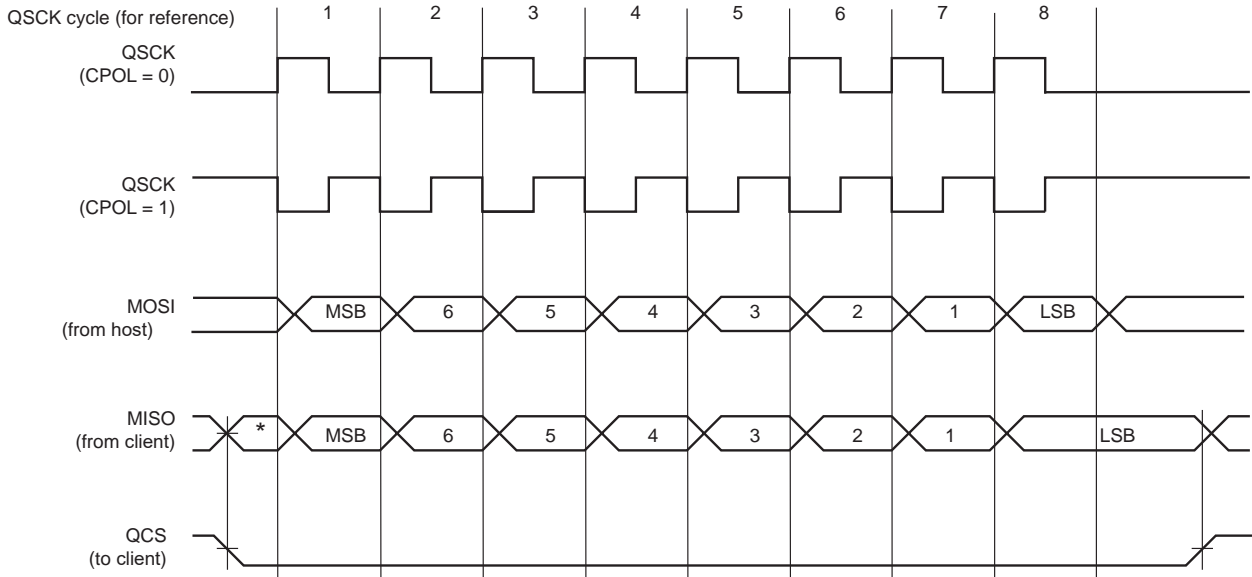 QSCK cycle (for reference) 1 2 3 4 5 6 7 8
QSCK
(CPOL = 0)
QSCK
(CPOL = 1)
MOSI
(from host)
MSB 6 5 4 3 2 1 LSB
MISO
(from client)
* MSB 6 5 4 3 2 1 LSB
QCS
(to client)